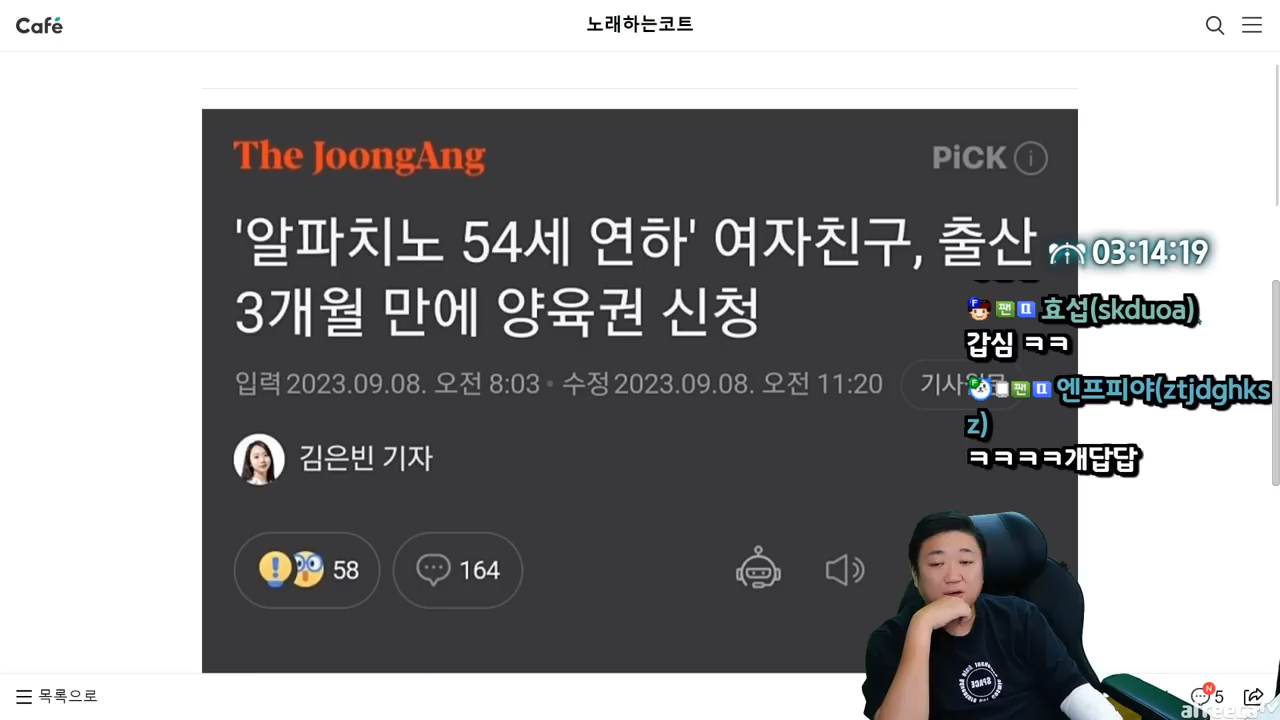 Café
노래하는코트
The JoongAng
PiCK
'알파치노 54세 연하' 여자친구, 출산
3개월 만에 양육권 신청
03:14:19
입력 2023.09.08. 오전 8:03 · 수정 2023.09.08. 오전 11:20
효섭(skduoa)
갑심 ㅋㅋ
엔프피야(ztjdghks
z)
ㅋㅋㅋㅋ개답답
김은빈 기자
58
164
SPACE
목록으로
N
5
afreecaTV